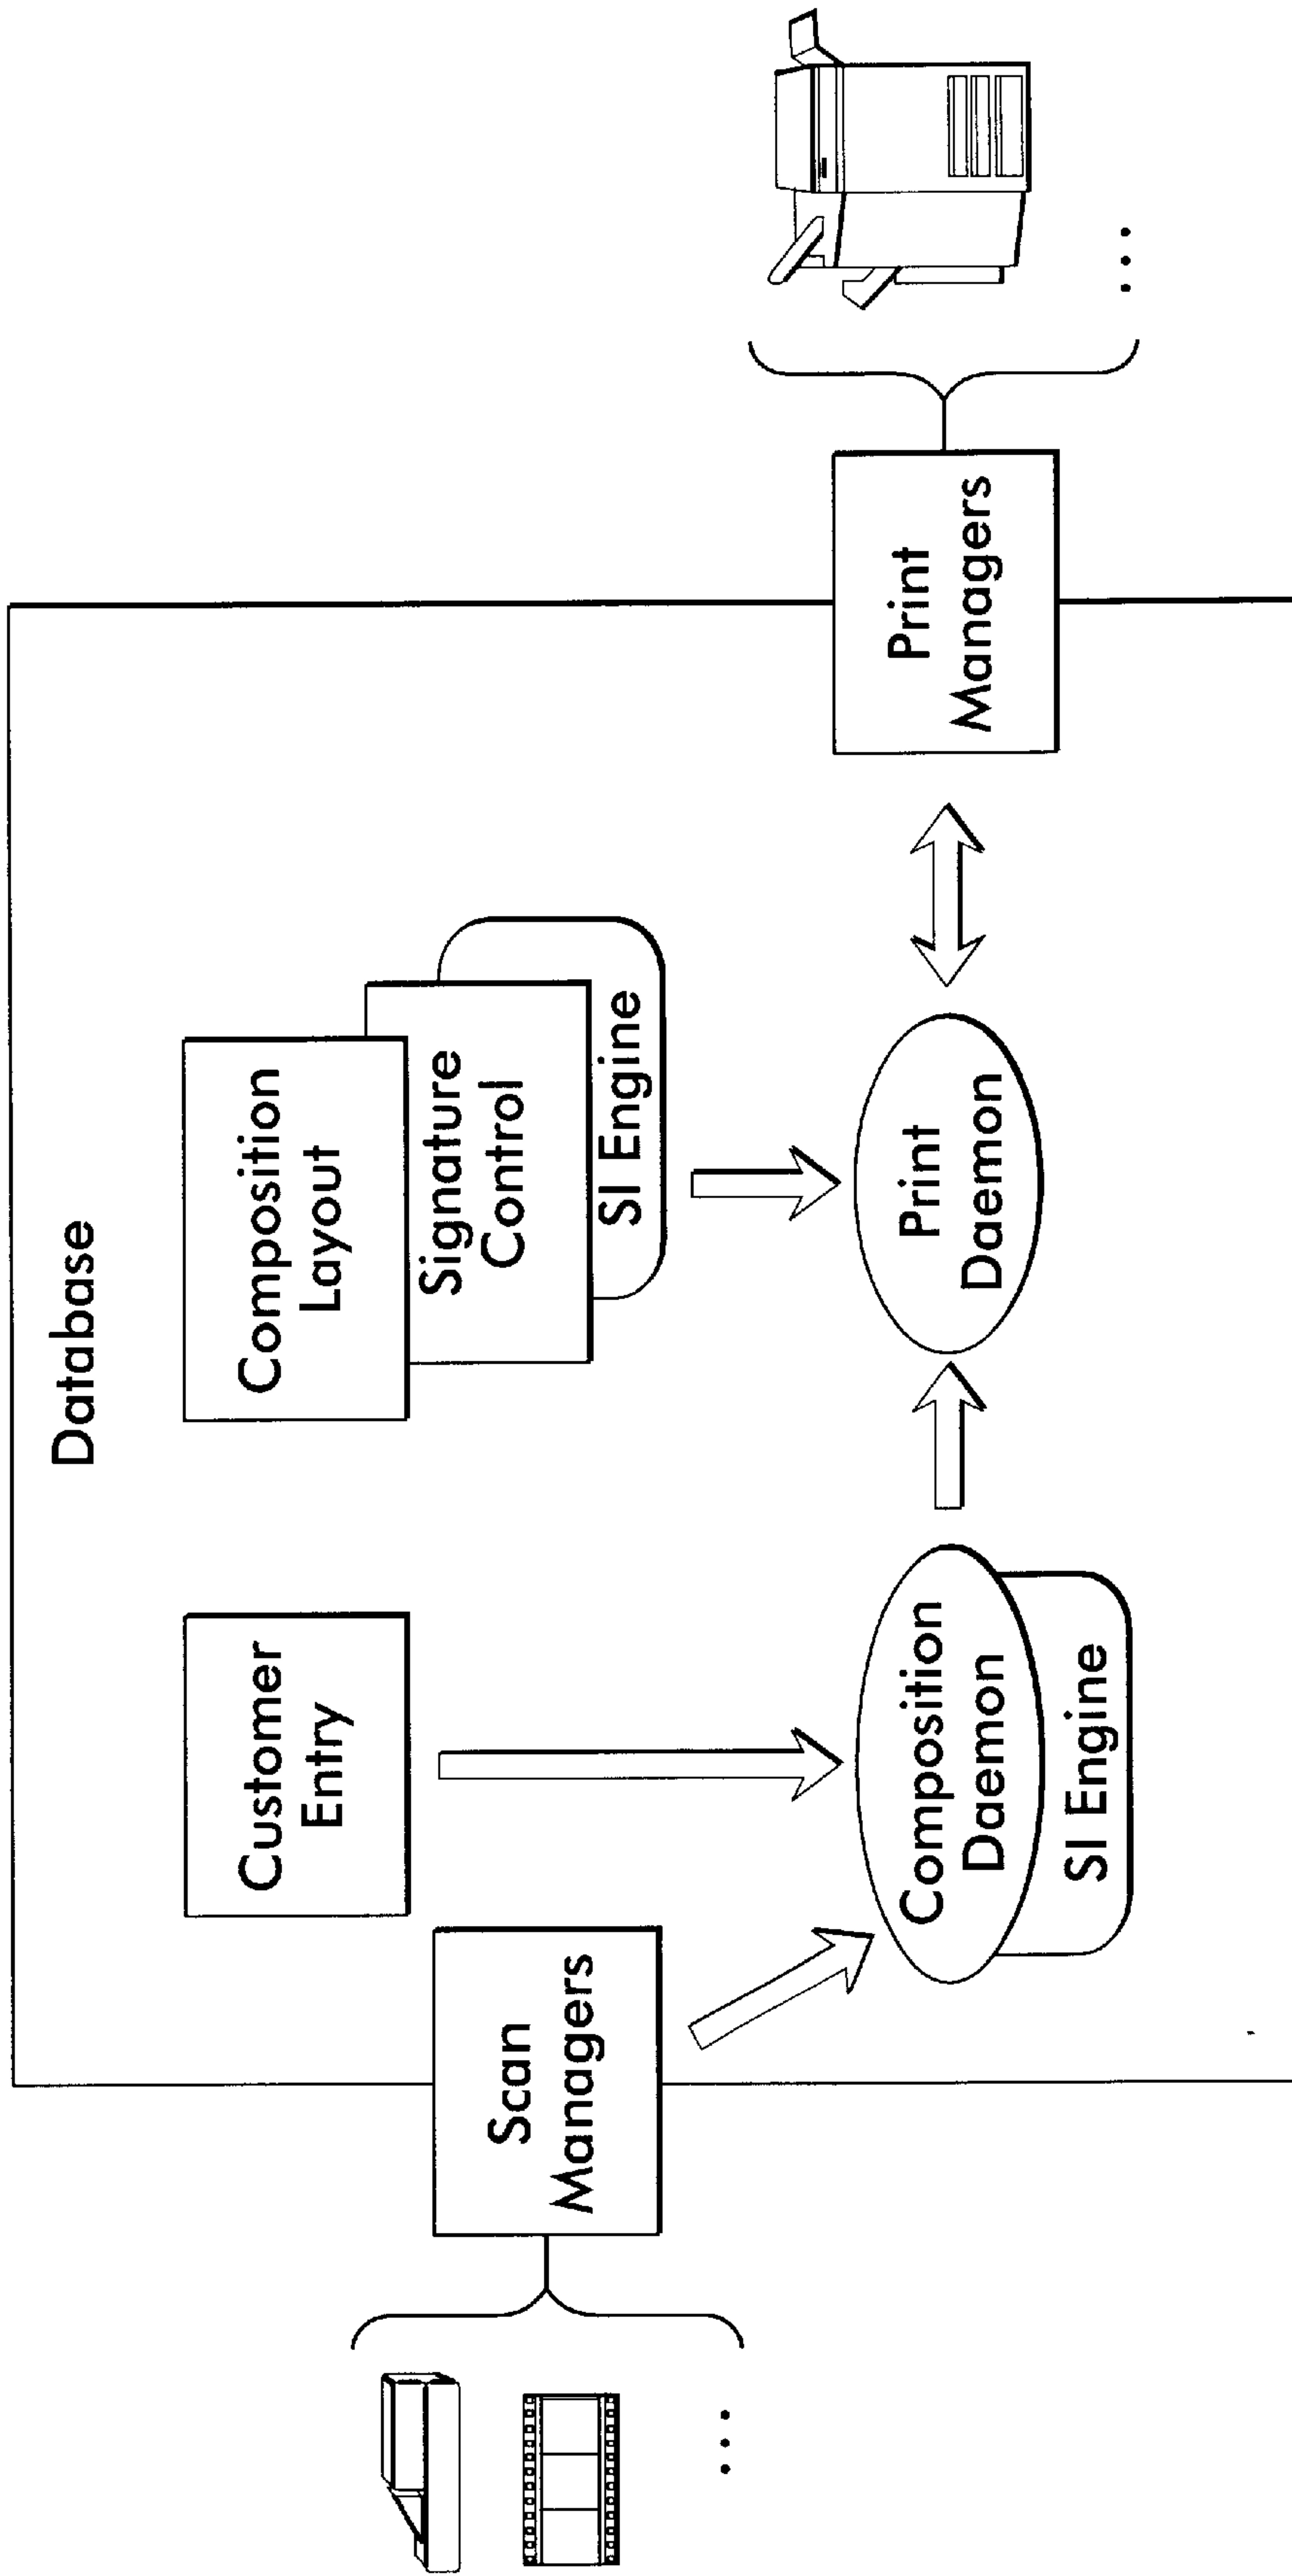 Database
Customer
Entry
Composition
Layout
Signature
Control
SI Engine
Scan
Managers
Composition
Daemon
SI Engine
Print
Daemon
Print
Managers
...
...